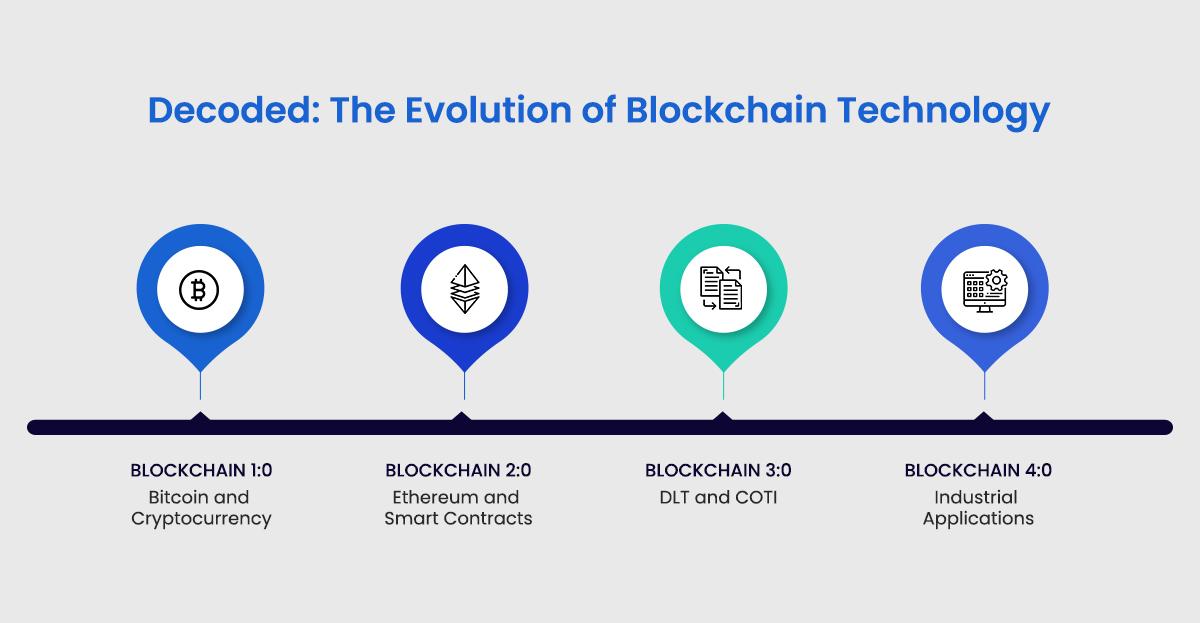 Decoded: The Evolution of Blockchain Technology
BLOCKCHAIN 1:0
Bitcoin and
Cryptocurrency
BLOCKCHAIN 2:0
Ethereum and
Smart Contracts
BLOCKCHAIN 3:0
DLT and COTI
BLOCKCHAIN 4:0
Industrial
Applications